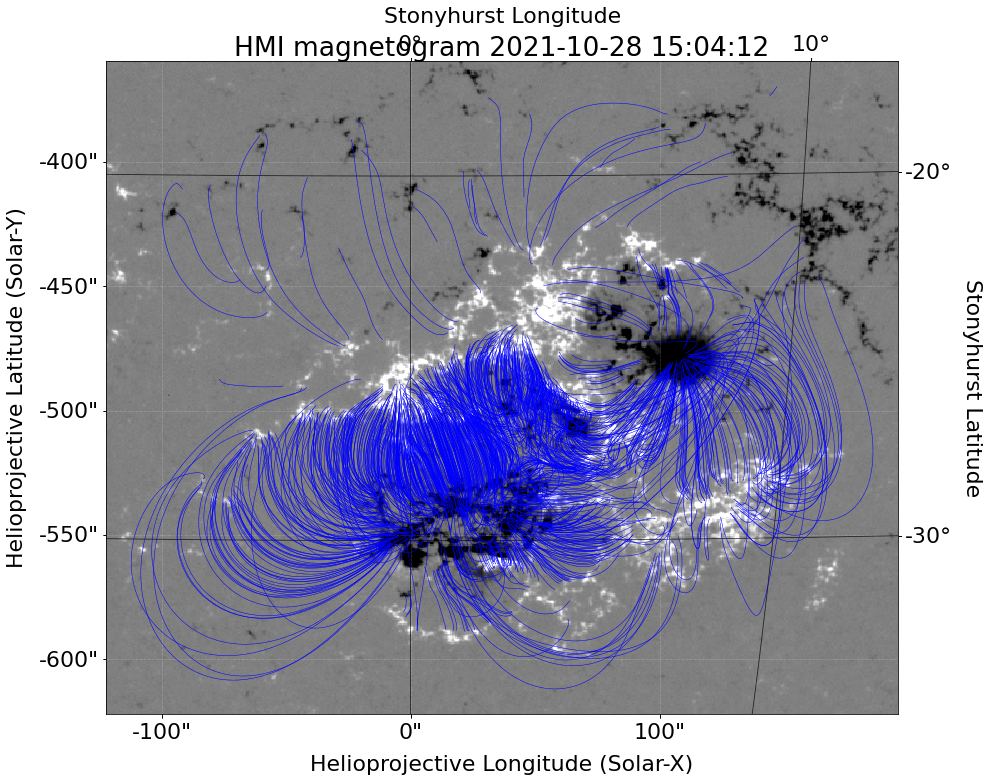 Stonyhurst Longitude
0° 10°
HMI magnetogram 2021-10-28 15:04:12
-400"
-450"
-500"
-550"
-600"
Helioprojective Latitude (Solar-Y)
-20°
-30°
Stonyhurst Latitude
-100" 0" 100"
Helioprojective Longitude (Solar-X)